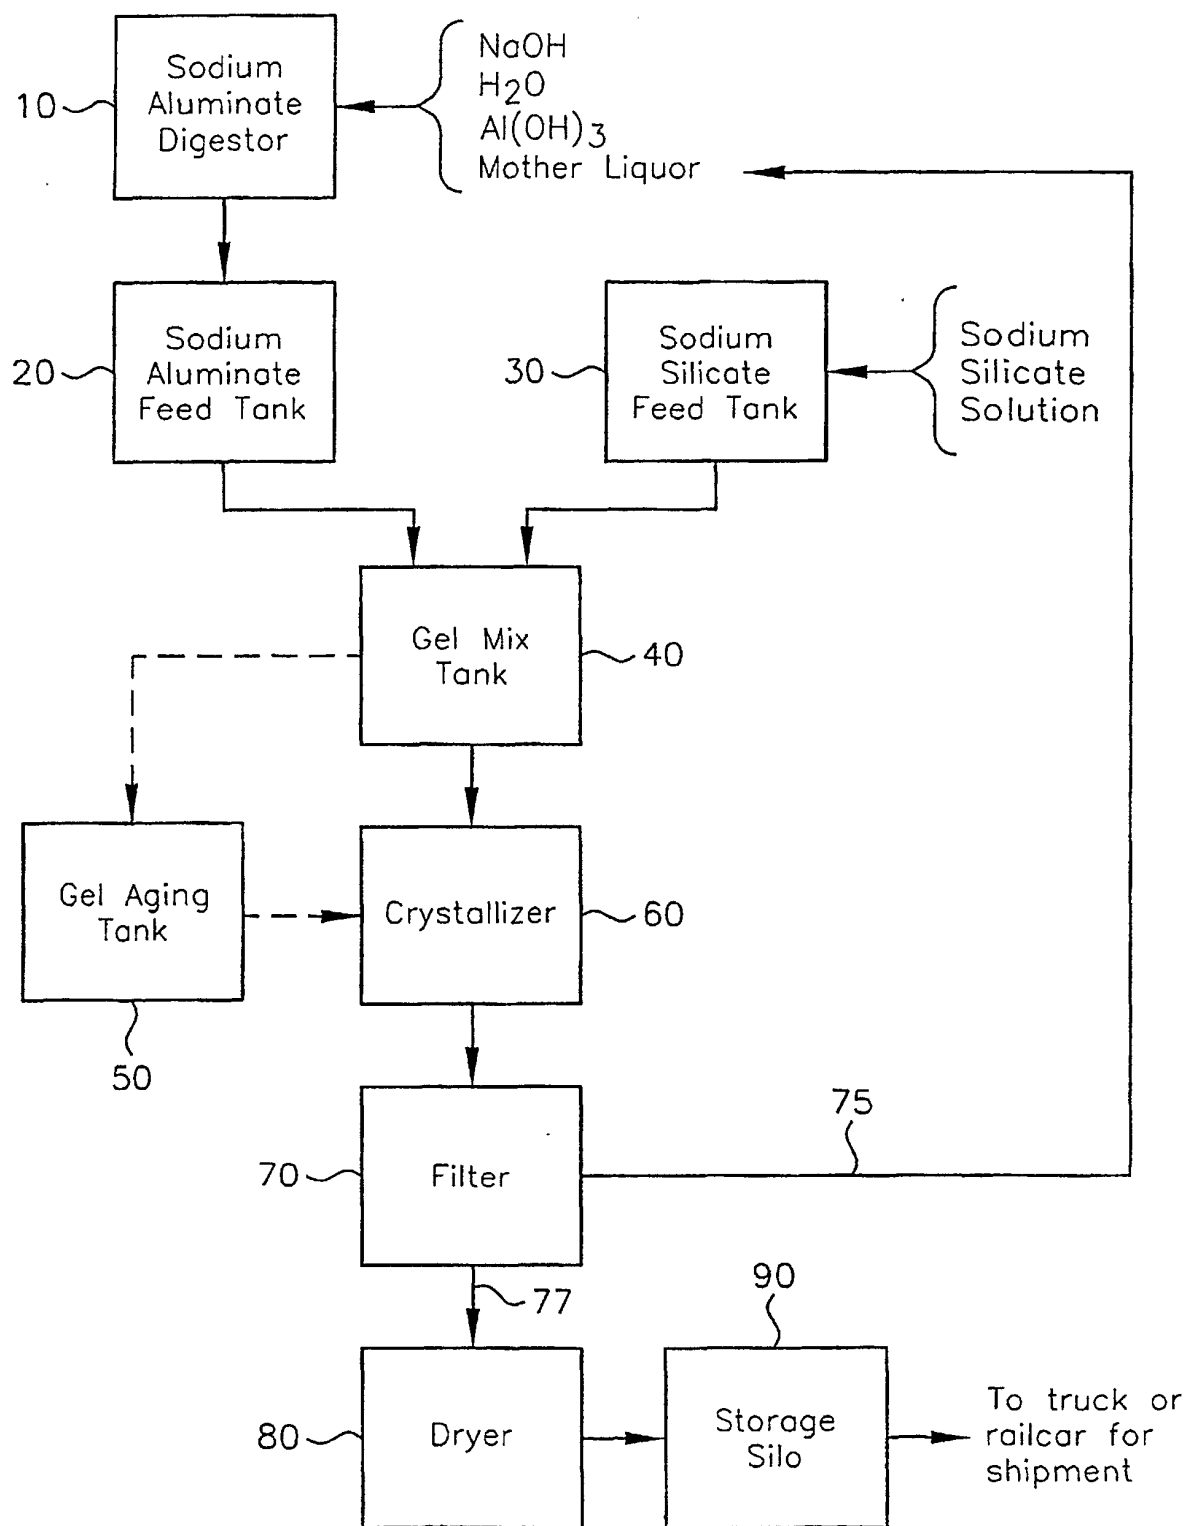 10
Sodium
Aluminate
Digestor
NaOH
H2O
Al(OH)3
Mother Liquor
20
Sodium
Aluminate
Feed Tank
30
Sodium
Silicate
Feed Tank
Sodium
Silicate
Solution
Gel Mix
Tank
40
Gel Aging
Tank
50
Crystallizer
60
70
Filter
75
77
80
Dryer
90
Storage
Silo
To truck or
railcar for
shipment